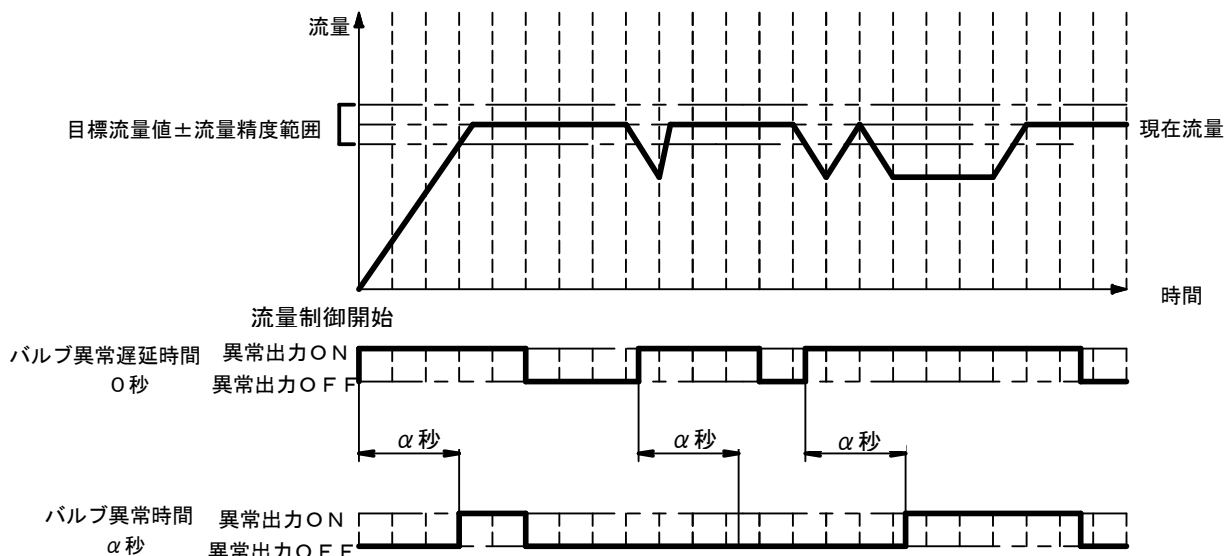 流量
目標流量値±流量精度範囲
現在流量
時間
流量制御開始
バルブ異常遅延時間
0秒
異常出力ON
異常出力OFF
α秒
α秒
α秒
バルブ異常時間
α秒
異常出力ON
異常出力OFF